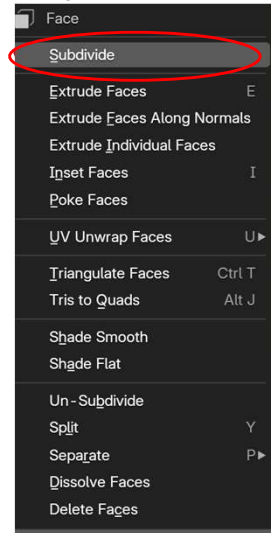 Face
Subdivide
Extrude Faces E
Extrude Faces Along Normals
Extrude Individual Faces
Inset Faces I
Poke Faces
UV Unwrap Faces U
Triangulate Faces Ctrl T
Tris to Quads Alt J
Shade Smooth
Shade Flat
Un-Subdivide
Split Y
Separate P
Dissolve Faces
Delete Faces